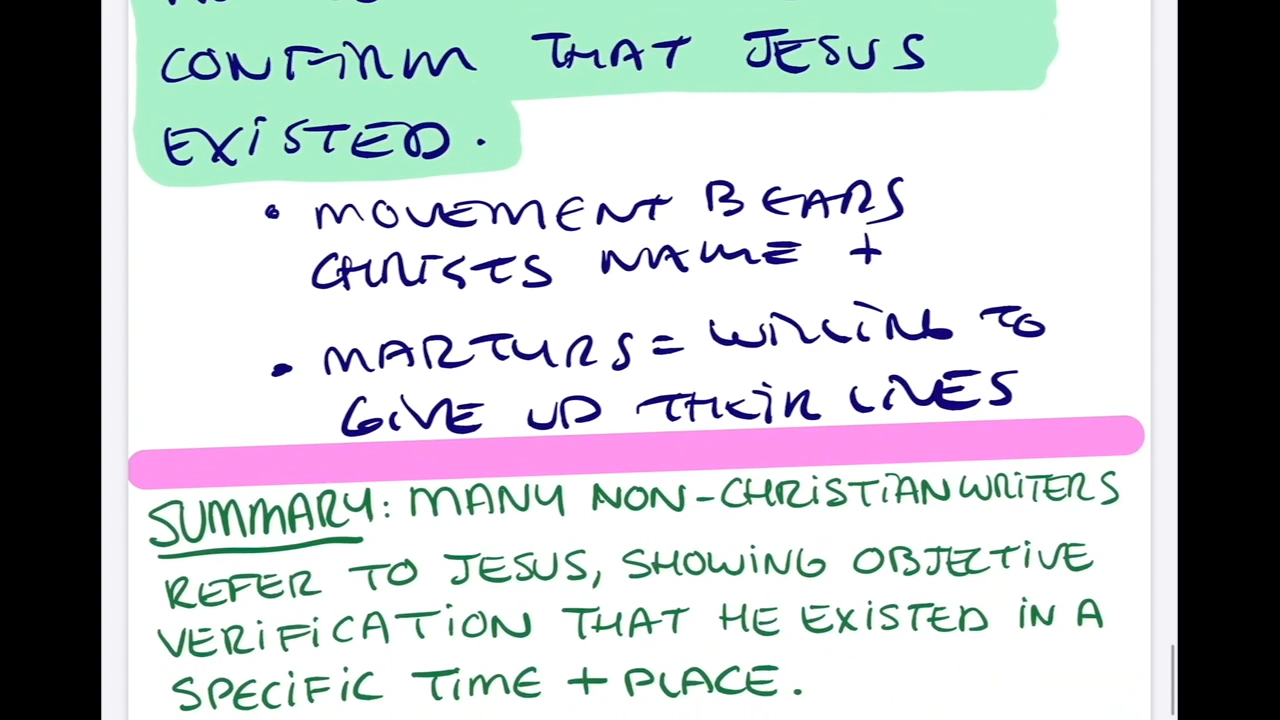 CONFIRM THAT JESUS
EXISTED.
• MOVEMENT BEARS
CHRISTS NAME +
• MARTYRS = WILLING TO
GIVE UP THEIR LIVES
SUMMARY: MANY NON-CHRISTIAN WRITERS
REFER TO JESUS, SHOWING OBJECTIVE
VERIFICATION THAT HE EXISTED IN A
SPECIFIC TIME + PLACE.